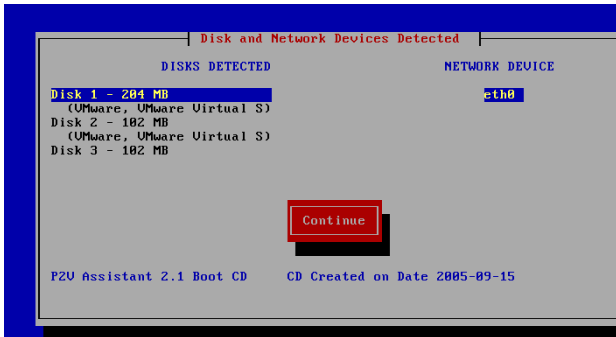 Disk and Network Devices Detected
DISKS DETECTED NETWORK DEVICE
Disk 1 - 204 MB eth0
(VMware, VMware Virtual S)
Disk 2 - 102 MB
(VMware, VMware Virtual S)
Disk 3 - 102 MB
Continue
P2V Assistant 2.1 Boot CD CD Created on Date 2005-09-15